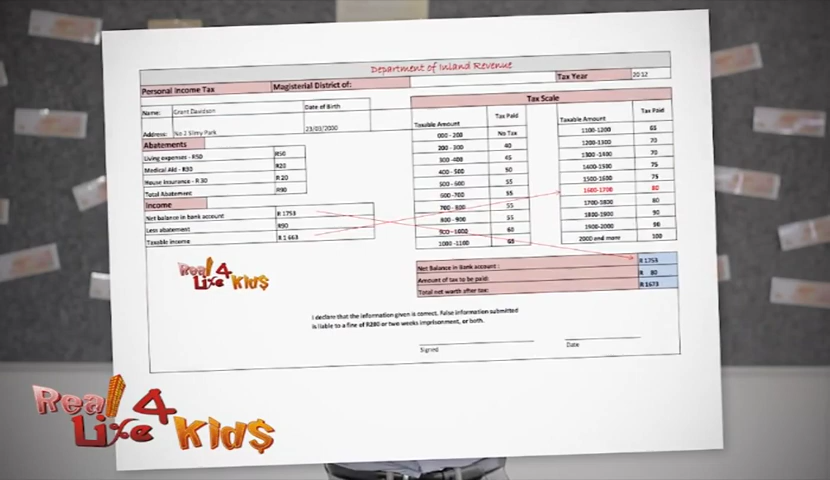 Department of Inland Revenue
Personal Income Tax
Magisterial District of:
Tax Year
2012
Name:
Grant Davidson
Date of Birth
Address:
No 2 Slimy Park
23/03/2000
Abatements
Living expenses - R50
R50
Medical Aid - R30
R20
House Insurance - R 30
R 20
Total Abatement
R90
Income
Net balance in bank account
R 1753
Less abatement
R90
Taxable income
R 1 663
Tax Scale
Taxable Amount
Tax Paid
000 - 200
No Tax
200 - 300
40
300 - 400
45
400 - 500
50
500 - 600
55
600 - 700
55
700 - 800
55
800 - 900
55
900 - 1000
60
1000 - 1100
60
Taxable Amount
Tax Paid
1100-1200
65
1200-1300
70
1300 - 1400
70
1400-1500
75
1500-1600
75
1600-1700
80
1700-1800
80
1800-1900
90
1900-2000
2000 end more
100
Net Balance in Bank account :
R 1753
Amount of tax to be paid:
R 80
Total net worth after tax:
R 1673
Real 4
Life Kid$
I declare that the information given is correct. False information submitted
is liable to a fine of R200 or two weeks imprisonment, or both.
Signed
Date
Real 4
Life Kid$